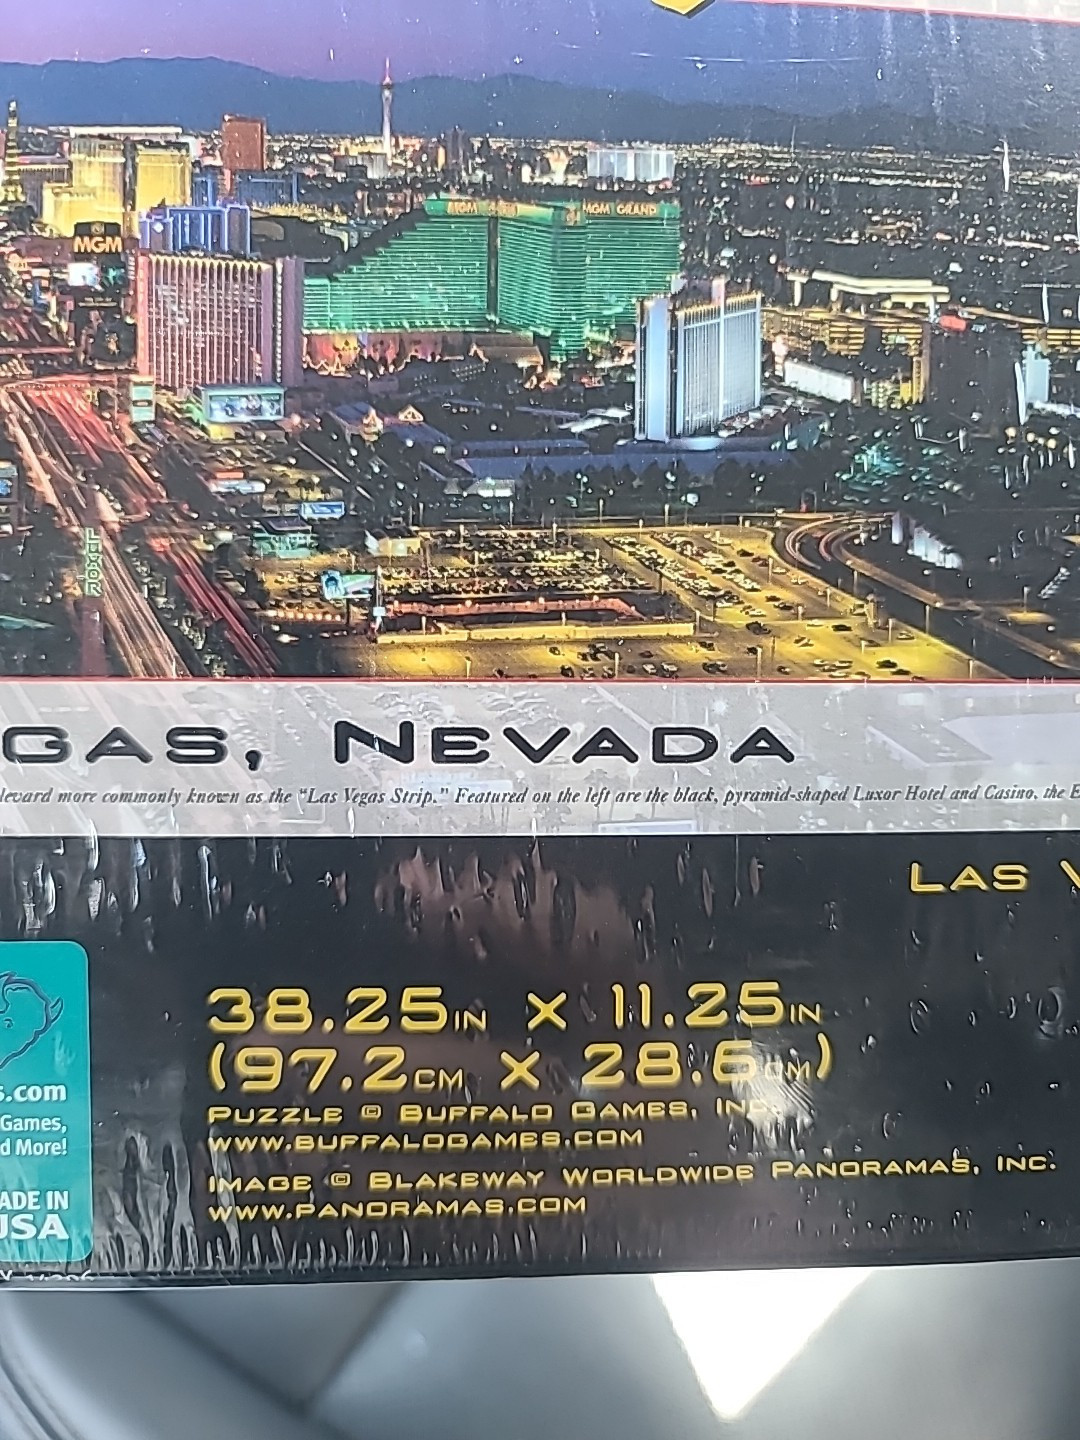 MGM GRAND
MGM
LUXOR
GAS, NEVADA
levard more commonly known as the "Las Vegas Strip." Featured on the left are the black, pyramid-shaped Luxor Hotel and Casino, the E
LAS V
38.25IN X 11.25IN
(97.2CM X 28.6CM)
PUZZLE © BUFFALO GAMES, INC.
WWW.BUFFALOGAMES.COM
IMAGE © BLAKEWAY WORLDWIDE PANORAMAS, INC.
WWW.PANORAMAS.COM
s.com
Games,
d More!
ADE IN
USA